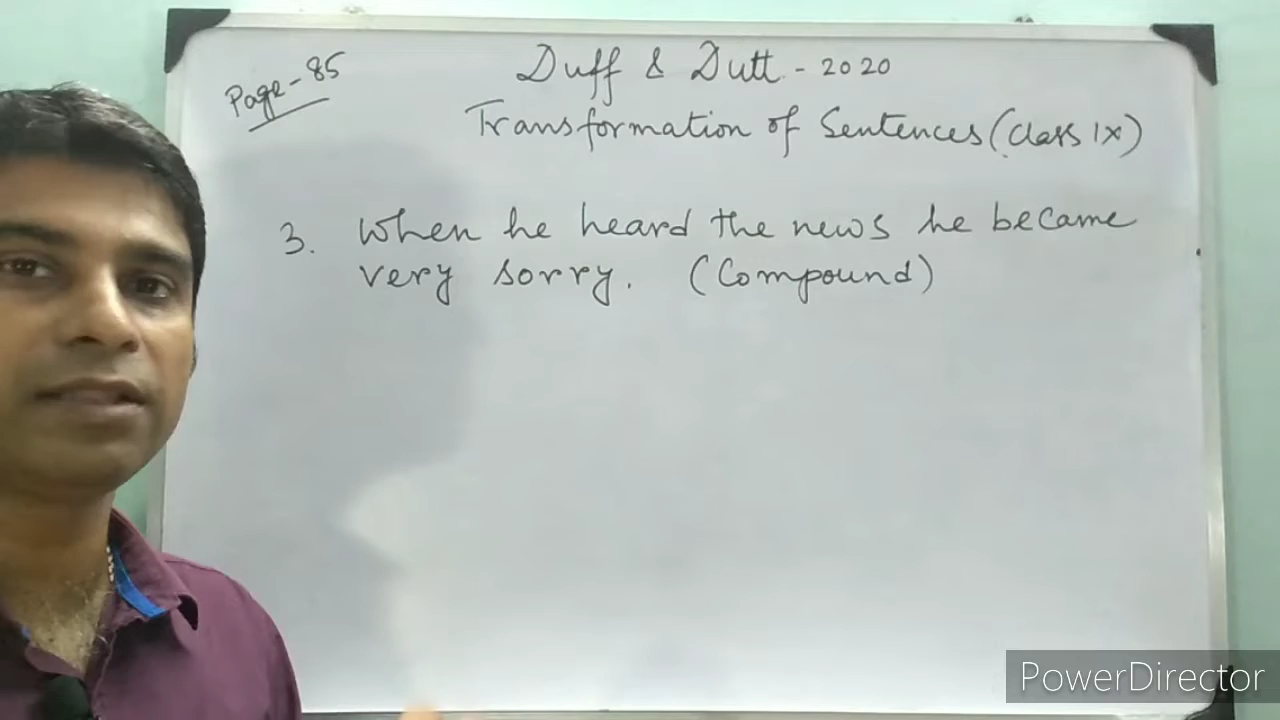 Page-85
Duff & Dutt - 2020
Transformation of Sentences (Class IX)
3. When he heard the news he became
very sorry. (Compound)
PowerDirector